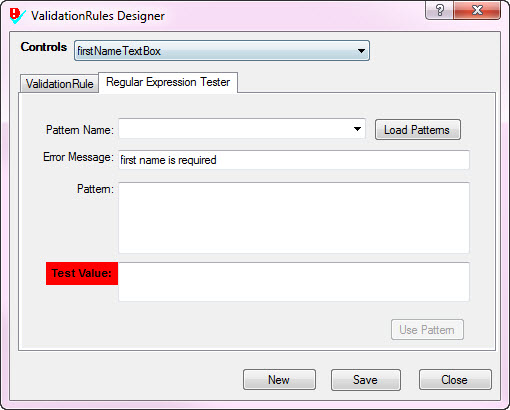 ValidationRules Designer
Controls firstNameTextBox
ValidationRule Regular Expression Tester
Pattern Name: Load Patterns
Error Message: first name is required
Pattern:
Test Value:
Use Pattern
New Save Close